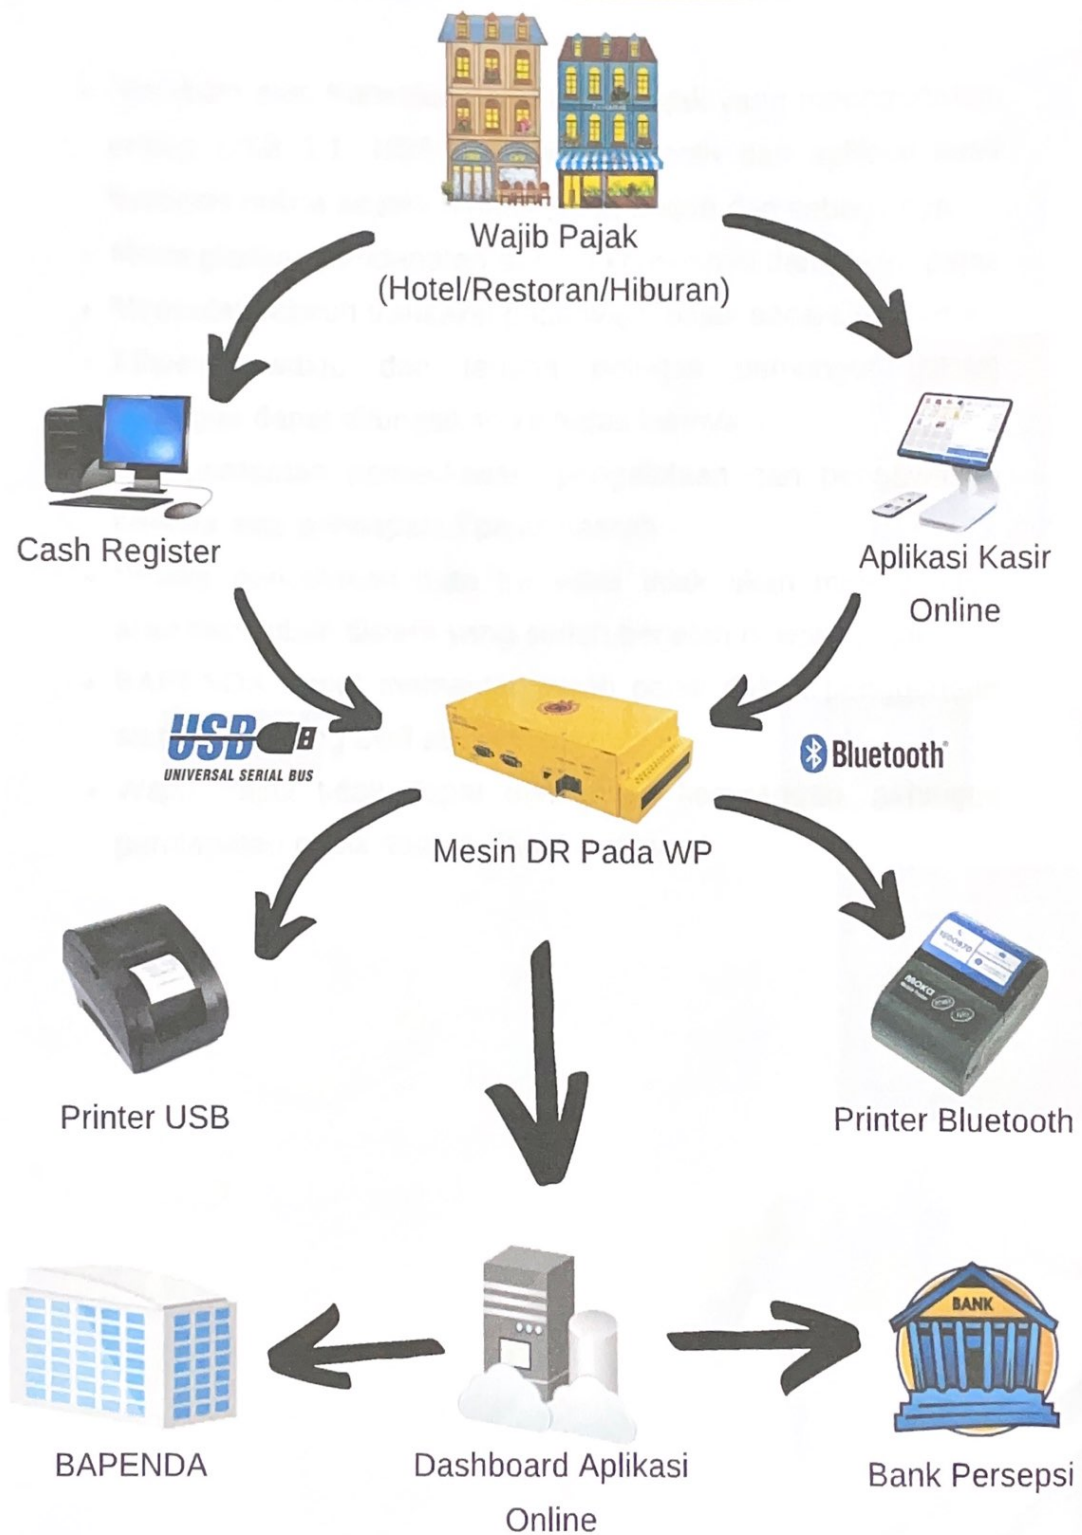 Wajib Pajak
(Hotel/Restoran/Hiburan)
Cash Register
Aplikasi Kasir
Online
USB
UNIVERSAL SERIAL BUS
Bluetooth
Mesin DR Pada WP
MOKA
Printer USB
Printer Bluetooth
BANK
BAPENDA
Dashboard Aplikasi
Online
Bank Persepsi